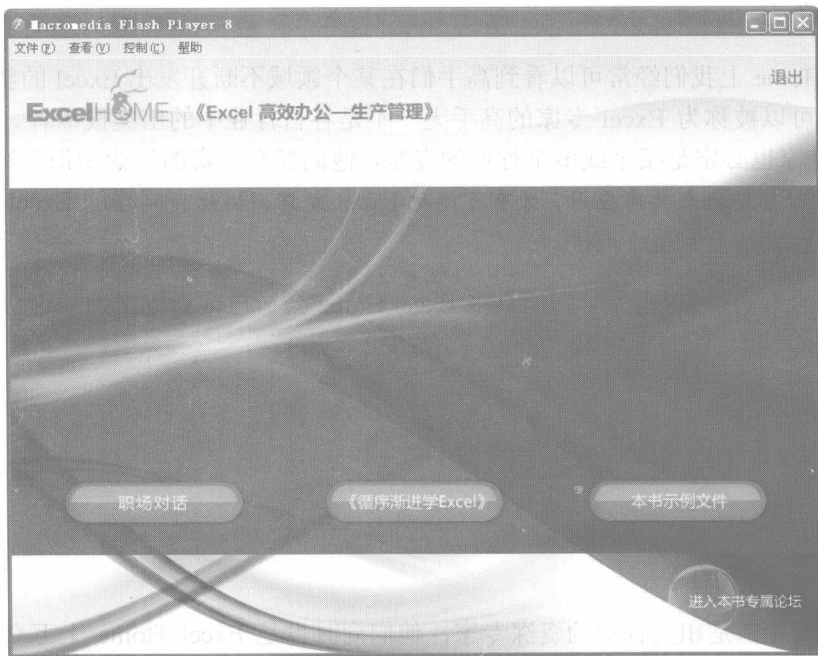 Macromedia Flash Player 8
文件(F) 查看(V) 控制(C) 帮助
退出
ExcelHOME 《Excel 高效办公—生产管理》
职场对话 《循序渐进学Excel》 本书示例文件
进入本书专属论坛